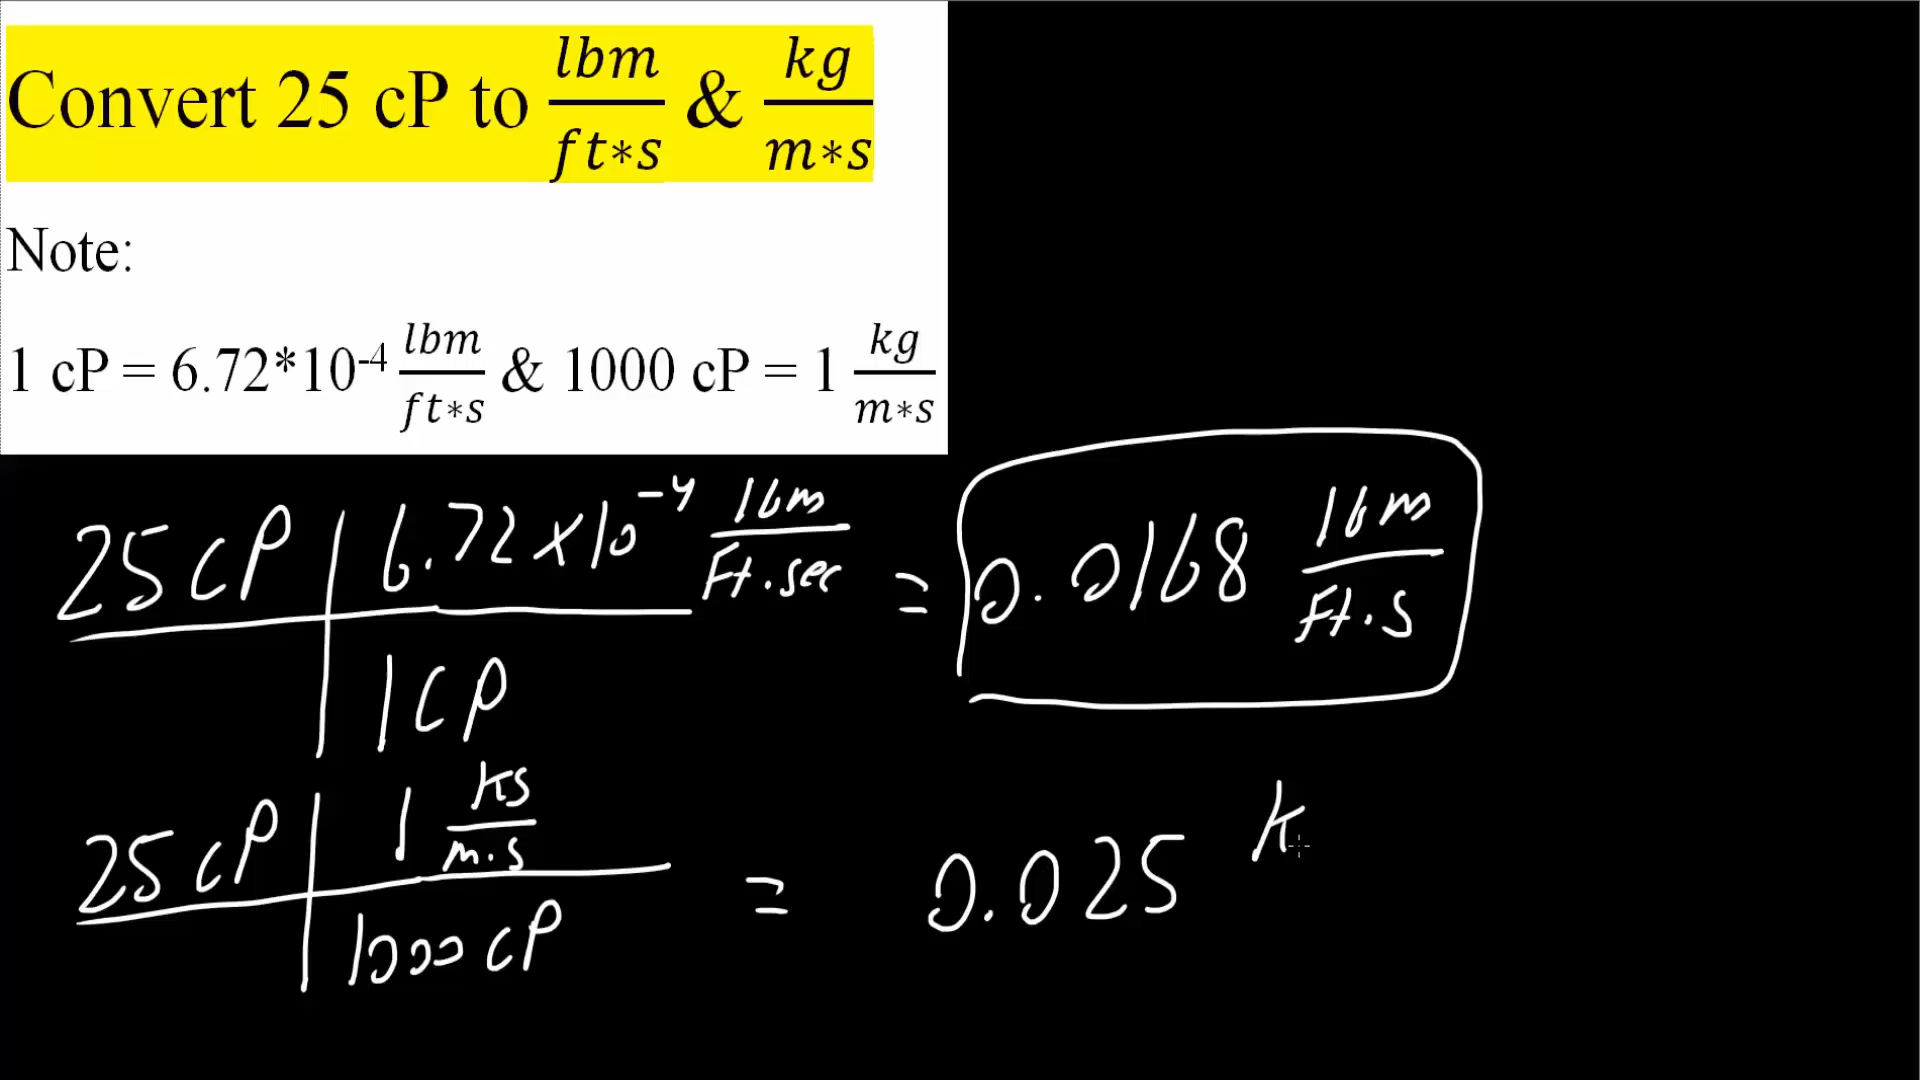 Convert 25 cP to lbm/ft*s & kg/m*s
Note:
1 cP = 6.72*10^-4 lbm/ft*s & 1000 cP = 1 kg/m*s
25 cP | 6.72 x 10^-4 lbm/Ft.sec = 0.0168 lbm/Ft.s
1 cP
25 cP | 1 kg/m.s = 0.025 k
1000 cP